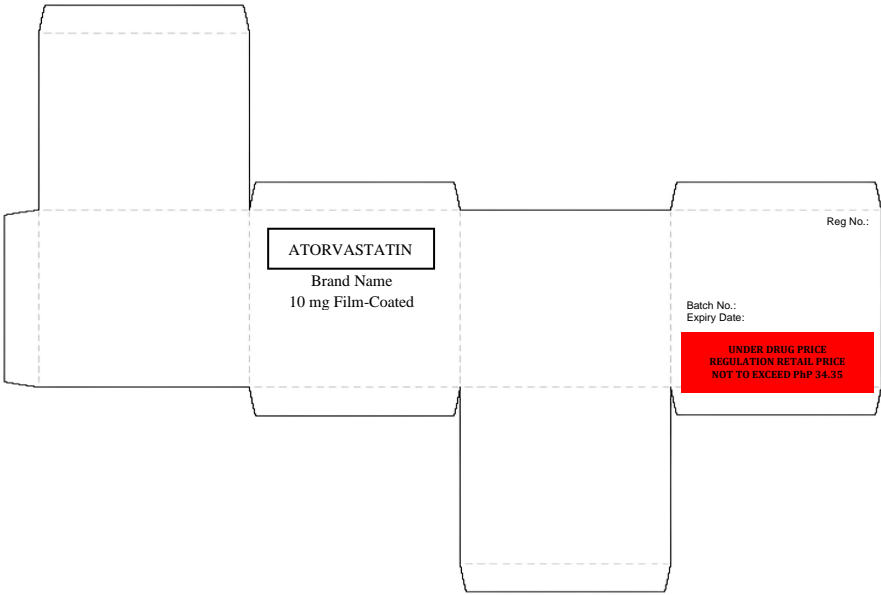 Reg No.:
ATORVASTATIN
Brand Name
10 mg Film-Coated
Batch No.:
Expiry Date:
UNDER DRUG PRICE
REGULATION RETAIL PRICE
NOT TO EXCEED PhP 34.35